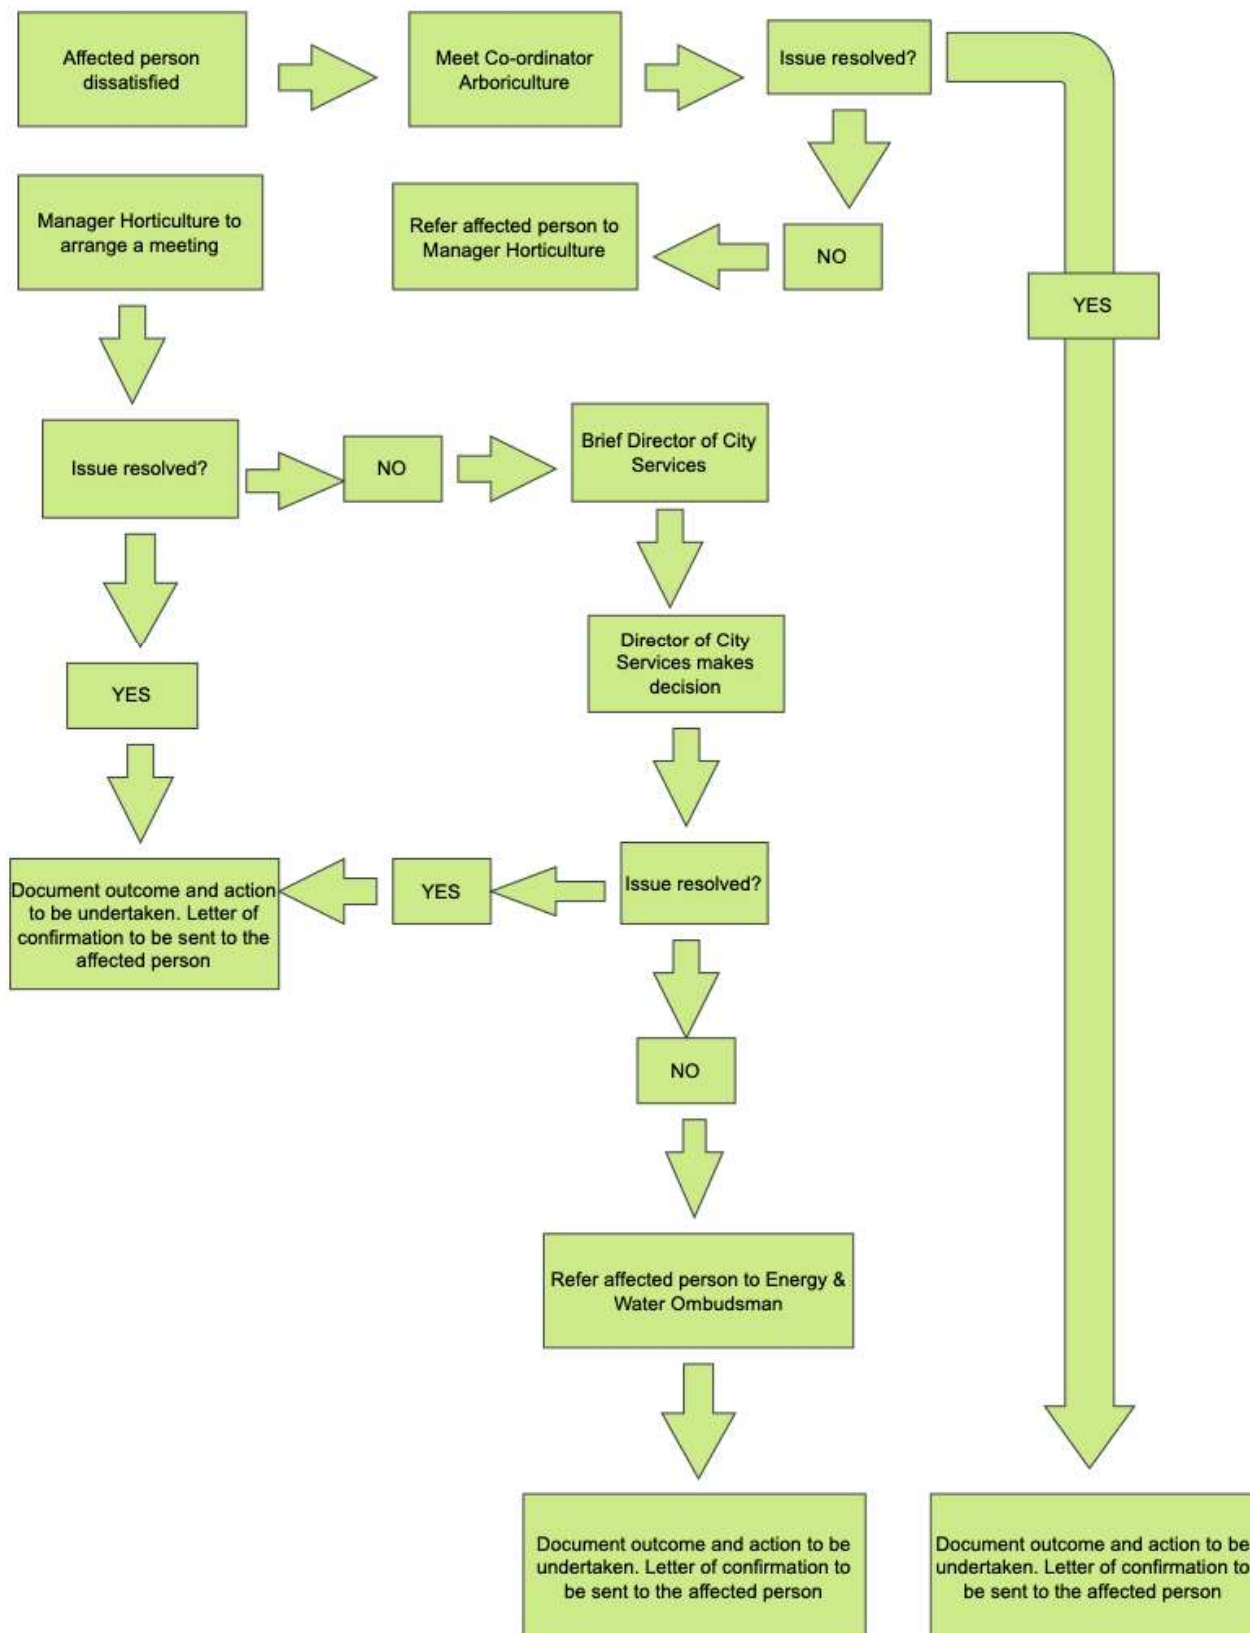 Affected person
dissatisfied
Meet Co-ordinator
Arboriculture
Issue resolved?
Manager Horticulture to
arrange a meeting
Refer affected person to
Manager Horticulture
NO
YES
Issue resolved?
NO
Brief Director of City
Services
Director of City
Services makes
decision
YES
Document outcome and action
to be undertaken. Letter of
confirmation to be sent to the
affected person
YES
Issue resolved?
NO
Refer affected person to Energy &
Water Ombudsman
Document outcome and action to be
undertaken. Letter of confirmation to
be sent to the affected person
Document outcome and action to be
undertaken. Letter of confirmation to
be sent to the affected person